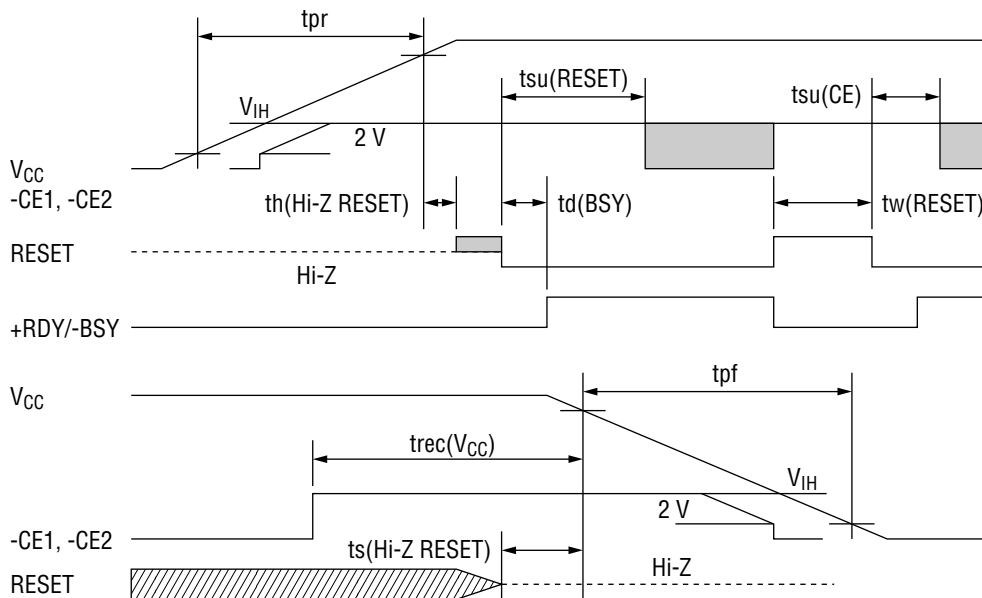 tpr
tsu(RESET)
tsu(CE)
VIH
2 V
VCC
-CE1, -CE2
th(Hi-Z RESET)
td(BSY)
tw(RESET)
RESET
Hi-Z
+RDY/-BSY
VCC
tpf
trec(VCC)
VIH
2 V
-CE1, -CE2
ts(Hi-Z RESET)
RESET
Hi-Z